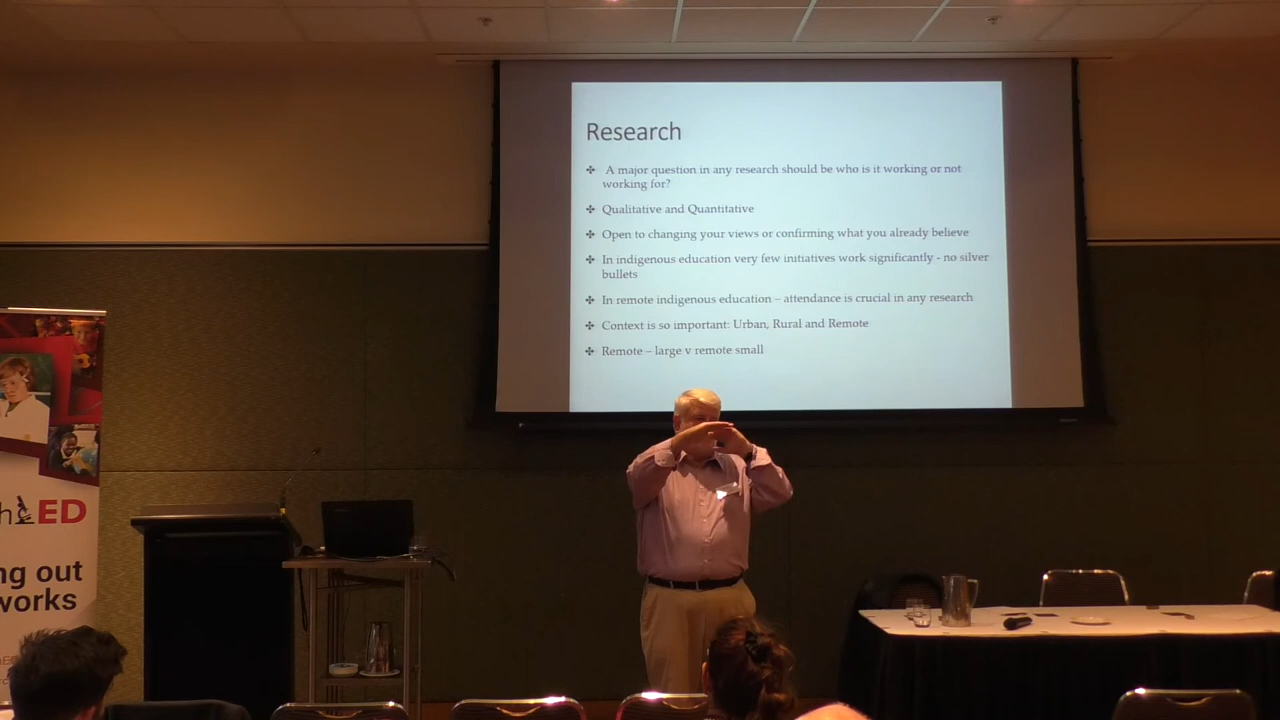 Research
A major question in any research should be who is it working or not
working for?
Qualitative and Quantitative
Open to changing your views or confirming what you already believe
In indigenous education very few initiatives work significantly - no silver
bullets
In remote indigenous education – attendance is crucial in any research
Context is so important: Urban, Rural and Remote
Remote – large v remote small
h ED
ng out
works